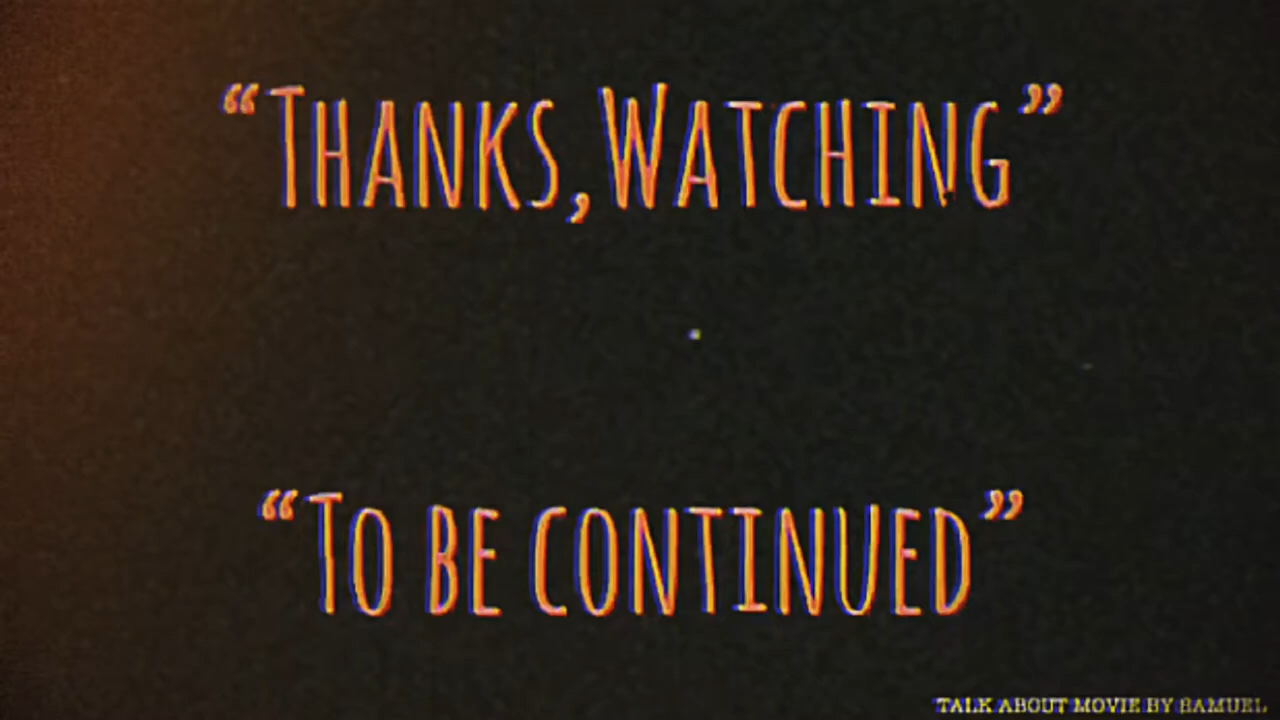 “Thanks,Watching”
“To be continued”
TALK ABOUT MOVIE BY SAMUEL